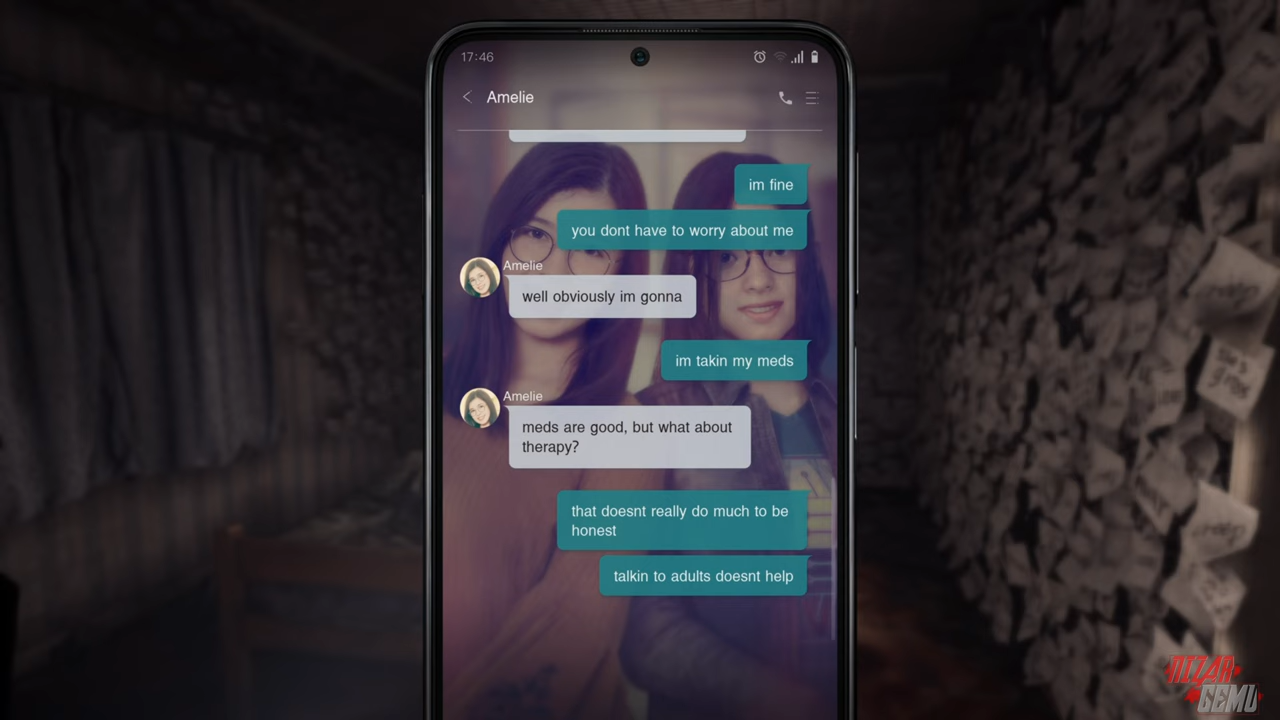 17:46
Amelie
im fine
you dont have to worry about me
Amelie
well obviously im gonna
im takin my meds
Amelie
meds are good, but what about
therapy?
that doesnt really do much to be
honest
talkin to adults doesnt help
NIZAR
GEMU